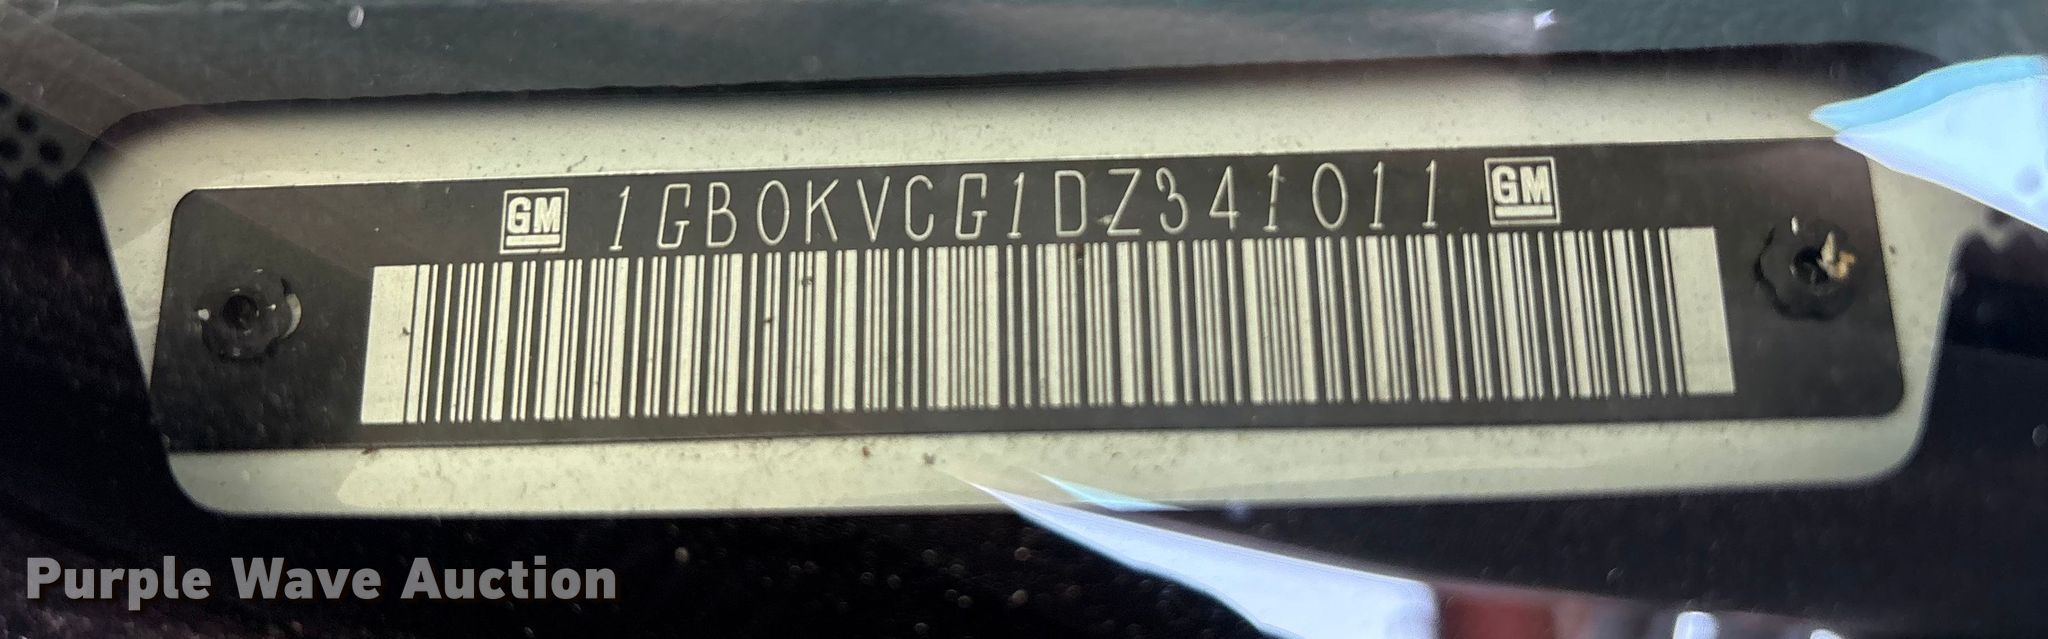 GM 1GB0KVCG1DZ341011 GM
Purple Wave Auction